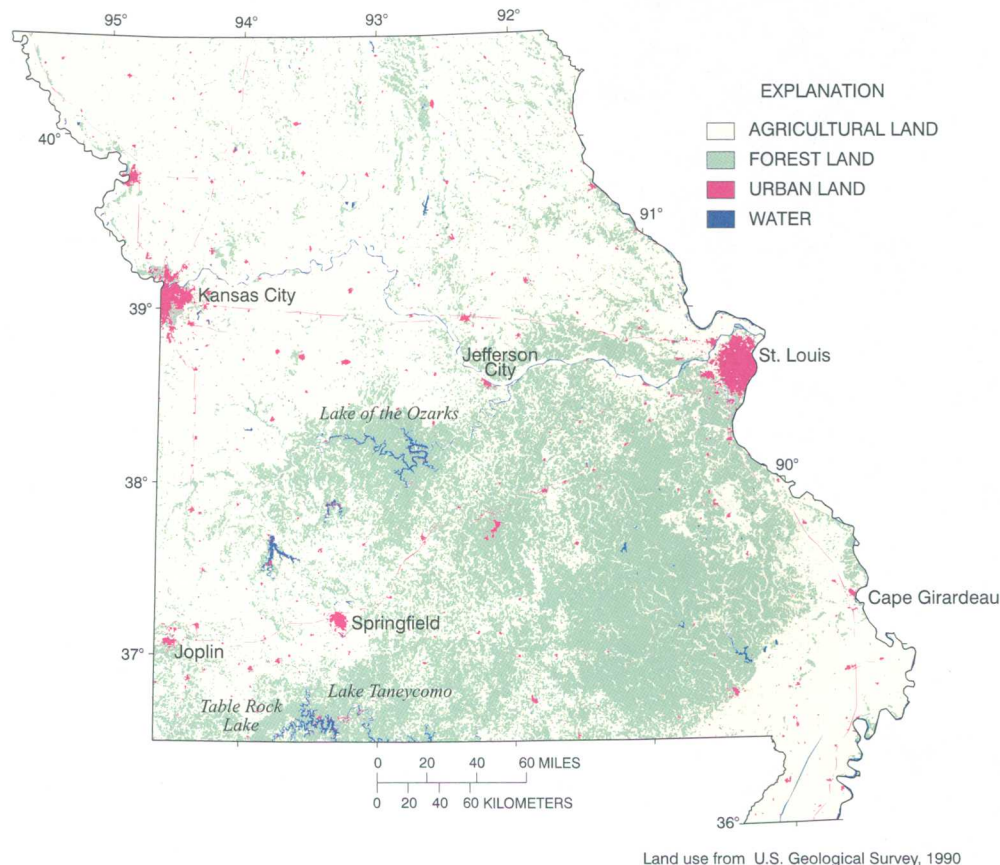 95°
94°
93°
92°
EXPLANATION
AGRICULTURAL LAND
FOREST LAND
URBAN LAND
WATER
40°
91°
Kansas City
39°
Jefferson
City
St. Louis
Lake of the Ozarks
38°
90°
Cape Girardeau
Springfield
37°
Joplin
Lake Taneycomo
Table Rock
Lake
0 20 40 60 MILES
0 20 40 60 KILOMETERS
36°
Land use from U.S. Geological Survey, 1990